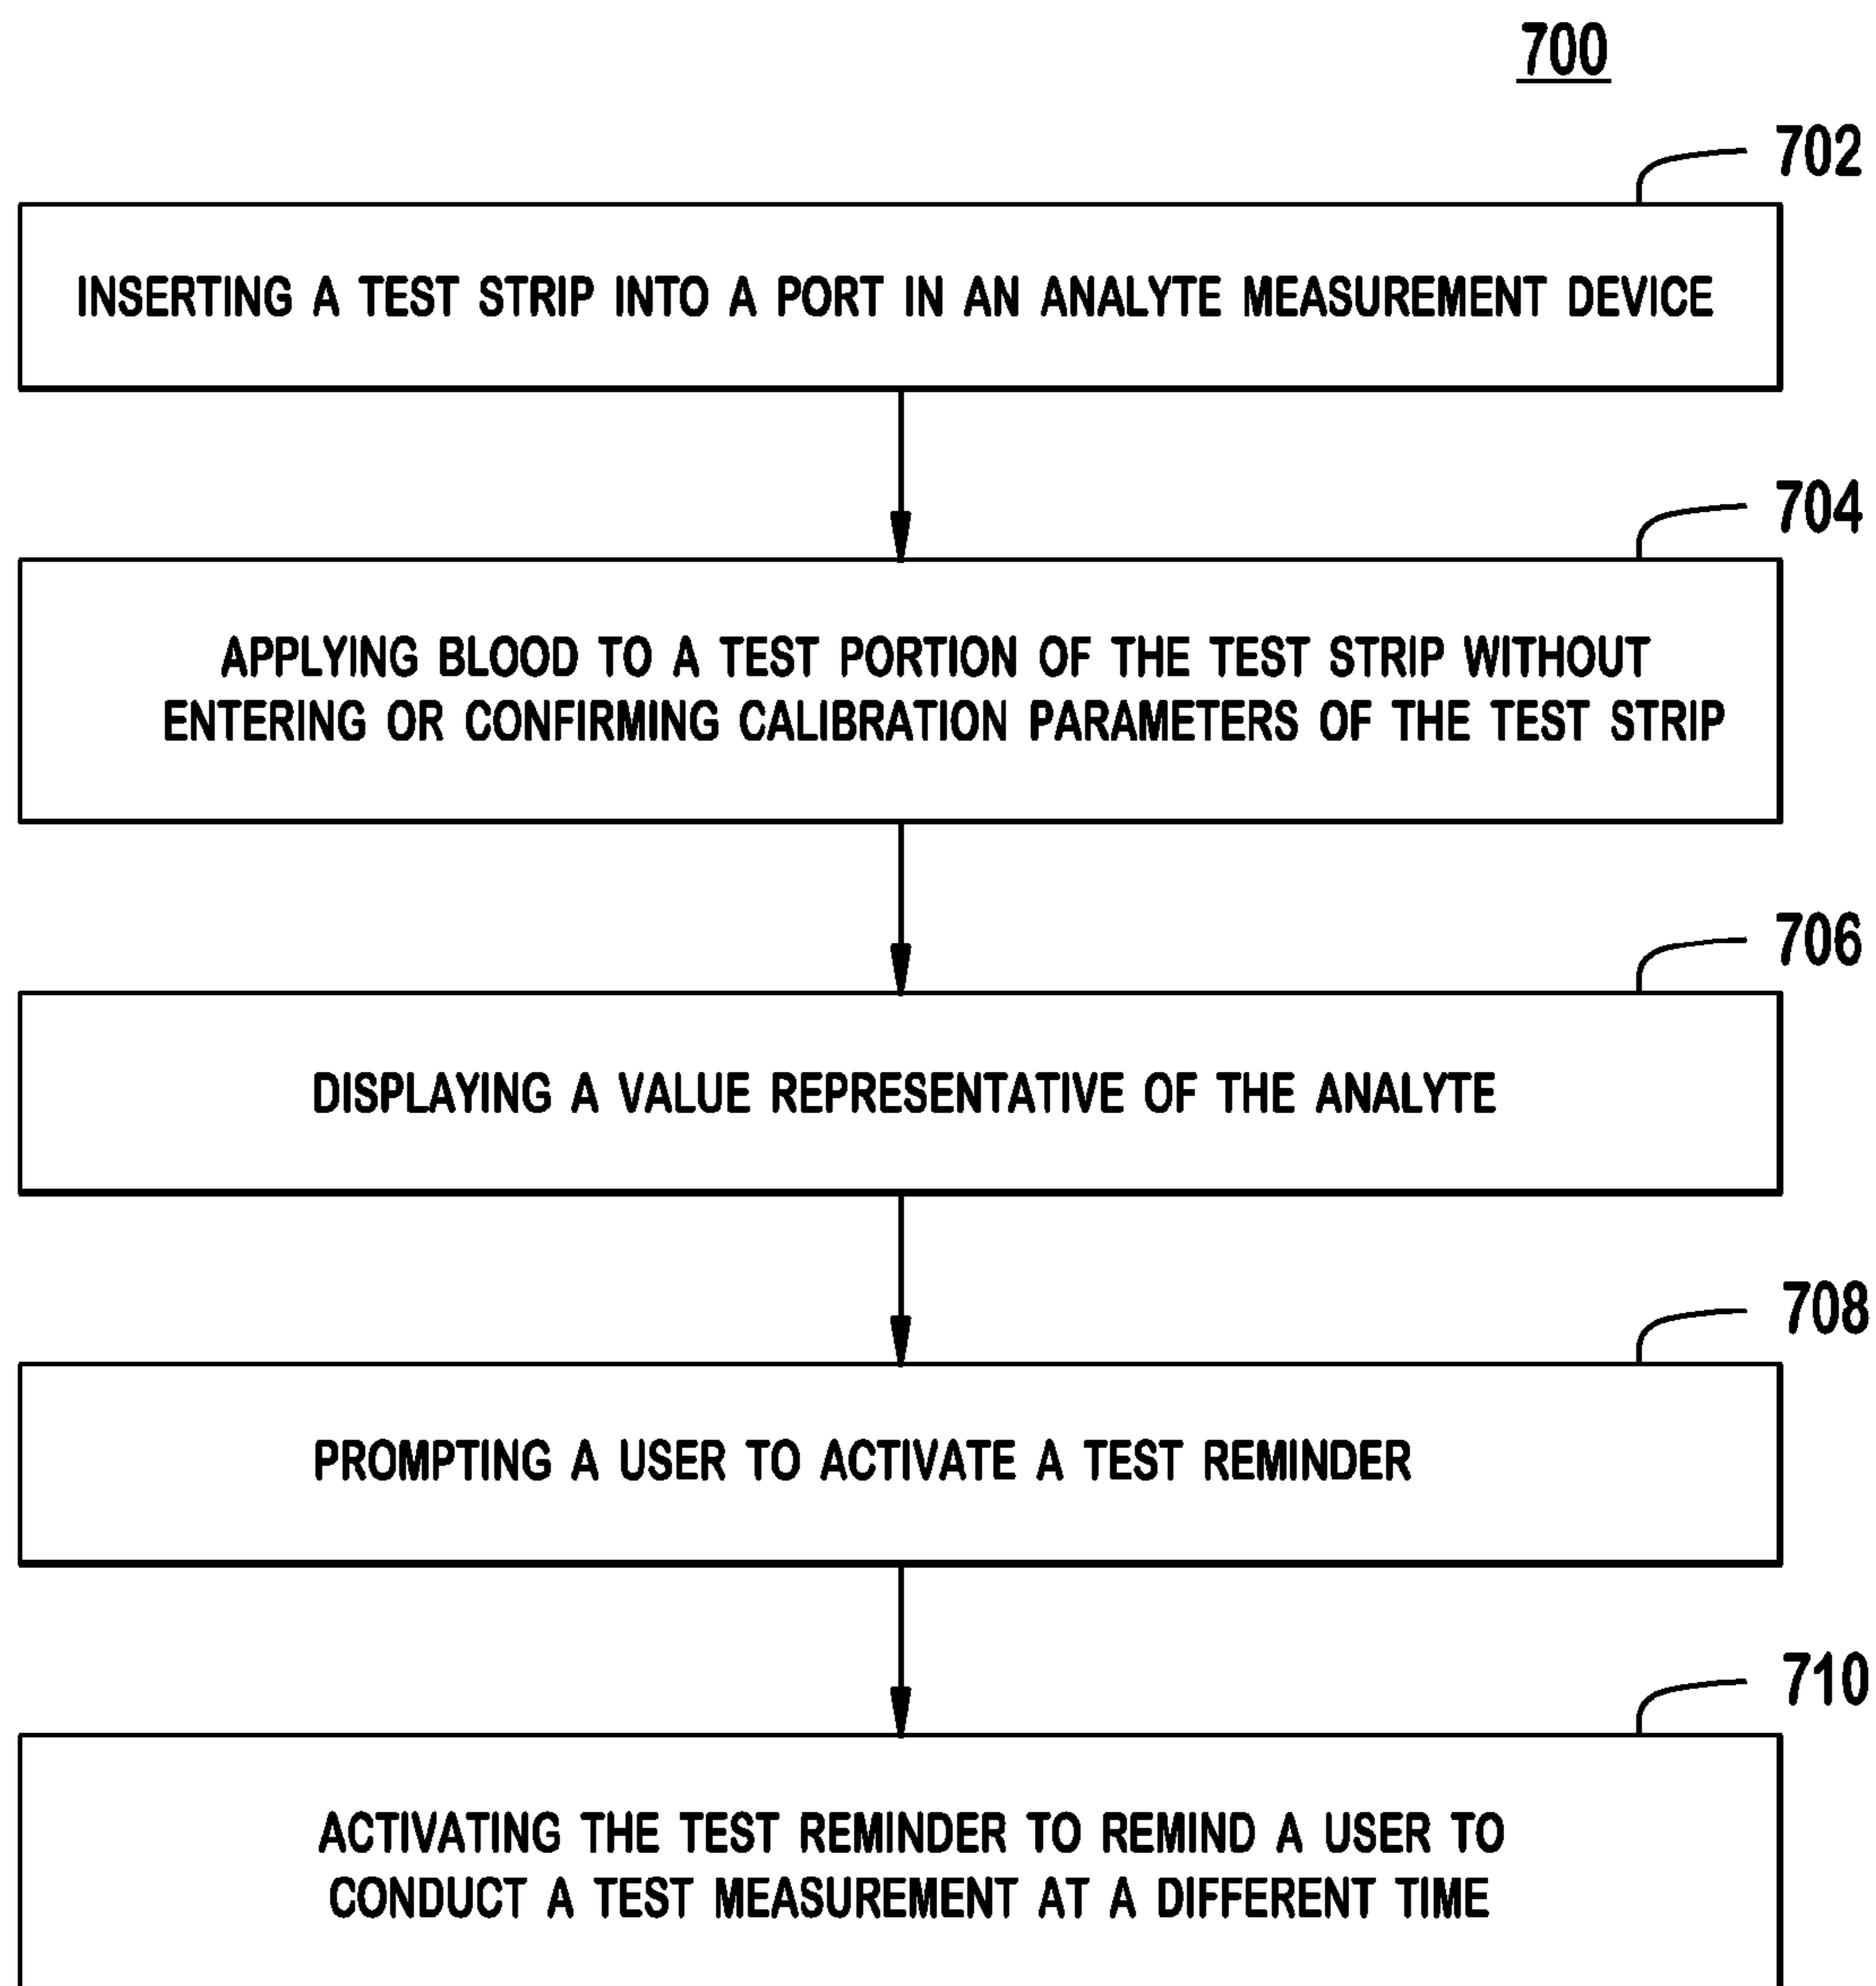 700
702
INSERTING A TEST STRIP INTO A PORT IN AN ANALYTE MEASUREMENT DEVICE
704
APPLYING BLOOD TO A TEST PORTION OF THE TEST STRIP WITHOUT
ENTERING OR CONFIRMING CALIBRATION PARAMETERS OF THE TEST STRIP
706
DISPLAYING A VALUE REPRESENTATIVE OF THE ANALYTE
708
PROMPTING A USER TO ACTIVATE A TEST REMINDER
710
ACTIVATING THE TEST REMINDER TO REMIND A USER TO
CONDUCT A TEST MEASUREMENT AT A DIFFERENT TIME